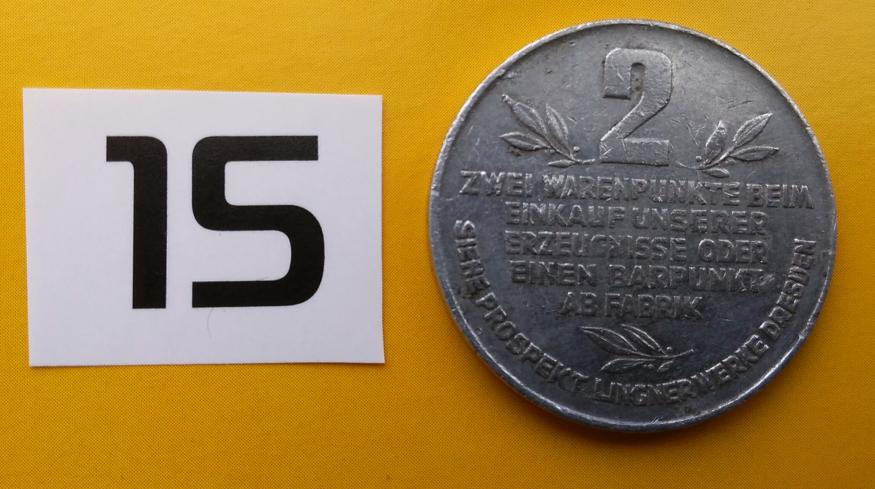 15
2
ZWEI WARENPUNKTE BEIM
EINKAUF UNSERER
ERZEUGNISSE ODER
EINEN BARPUNKT
AB FABRIK
SIEHE PROSPEKT LINGNERWERKE DRESDEN